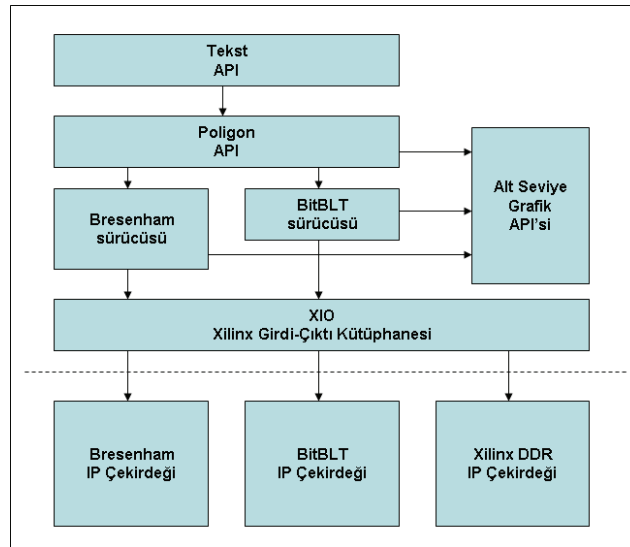 Tekst
API
Poligon
API
Bresenham
sürücüsü
BitBLT
sürücüsü
Alt Seviye
Grafik
API'si
XIO
Xilinx Girdi-Çıktı Kütüphanesi
Bresenham
IP Çekirdeği
BitBLT
IP Çekirdeği
Xilinx DDR
IP Çekirdeği